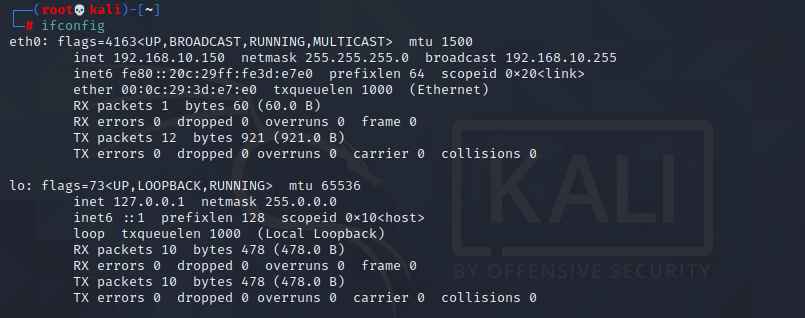 ┌──(root💀kali)-[~]
└─# ifconfig
eth0: flags=4163<UP,BROADCAST,RUNNING,MULTICAST>  mtu 1500
        inet 192.168.10.150  netmask 255.255.255.0  broadcast 192.168.10.255
        inet6 fe80::20c:29ff:fe3d:e7e0  prefixlen 64  scopeid 0×20<link>
        ether 00:0c:29:3d:e7:e0  txqueuelen 1000  (Ethernet)
        RX packets 1  bytes 60 (60.0 B)
        RX errors 0  dropped 0  overruns 0  frame 0
        TX packets 12  bytes 921 (921.0 B)
        TX errors 0  dropped 0 overruns 0  carrier 0  collisions 0

lo: flags=73<UP,LOOPBACK,RUNNING>  mtu 65536
        inet 127.0.0.1  netmask 255.0.0.0
        inet6 ::1  prefixlen 128  scopeid 0×10<host>
        loop  txqueuelen 1000  (Local Loopback)
        RX packets 10  bytes 478 (478.0 B)
        RX errors 0  dropped 0  overruns 0  frame 0
        TX packets 10  bytes 478 (478.0 B)
        TX errors 0  dropped 0 overruns 0  carrier 0  collisions 0
KALI
BY OFFENSIVE SECURITY